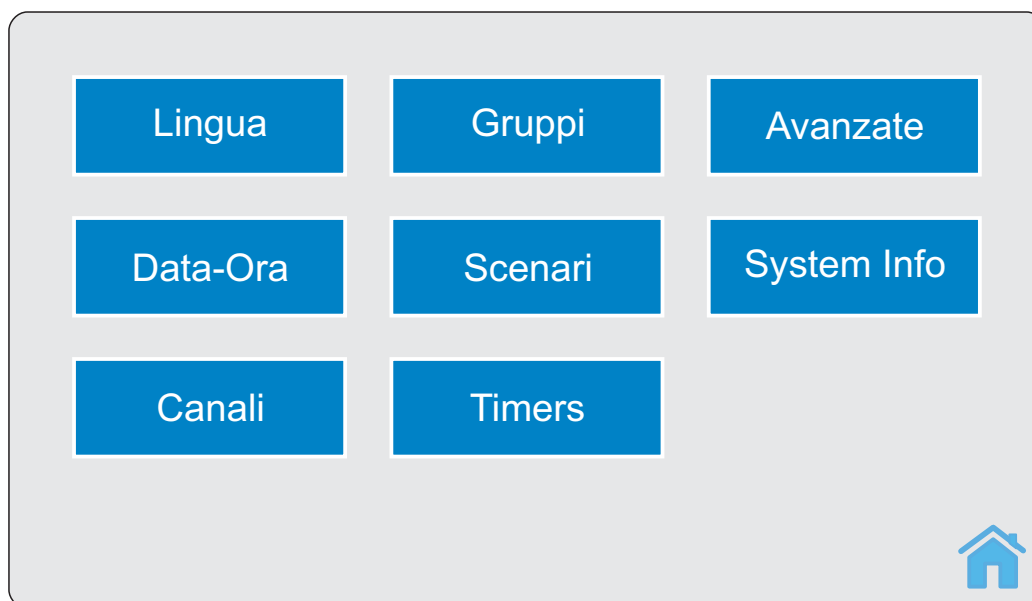 Lingua
Gruppi
Avanzate
Data-Ora
Scenari
System Info
Canali
Timers